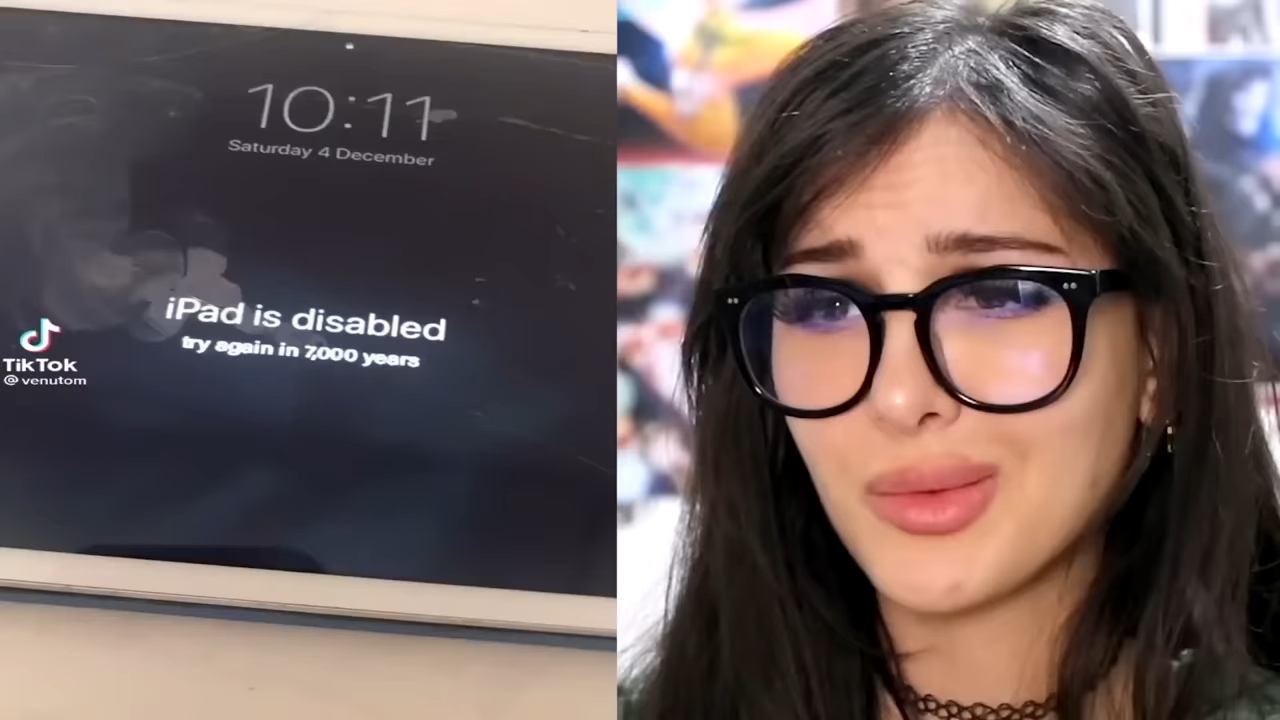 10:11
Saturday 4 December
iPad is disabled
try again in 7,000 years
TikTok
@venutom